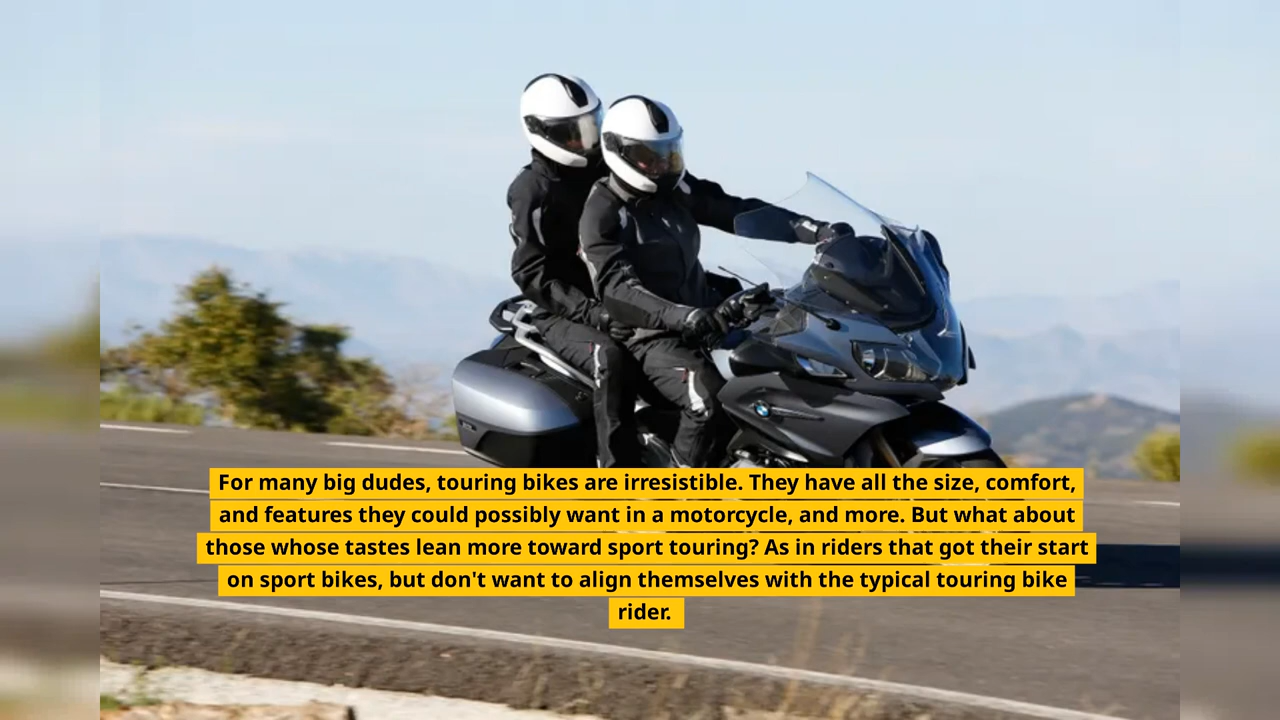 For many big dudes, touring bikes are irresistible. They have all the size, comfort,
and features they could possibly want in a motorcycle, and more. But what about
those whose tastes lean more toward sport touring? As in riders that got their start
on sport bikes, but don't want to align themselves with the typical touring bike
rider.